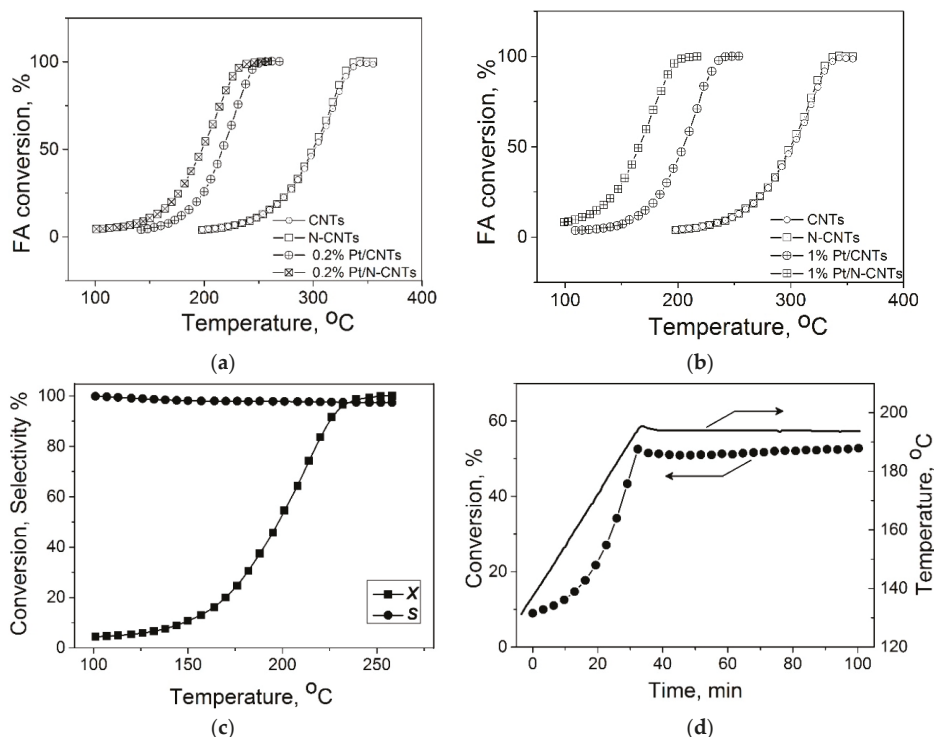 FA conversion, %
100
50
0
CNTs
N-CNTs
0.2% Pt/CNTs
0.2% Pt/N-CNTs
100 200 300 400
Temperature, °C
(a)
FA conversion, %
100
50
0
CNTs
N-CNTs
1% Pt/CNTs
1% Pt/N-CNTs
100 200 300 400
Temperature, °C
(b)
Conversion, Selectivity %
100
80
60
40
20
0
X
S
100 150 200 250
Temperature, °C
(c)
Conversion, %
60
40
20
0
200
180
160
140
120
Temperature, °C
0 20 40 60 80 100
Time, min
(d)